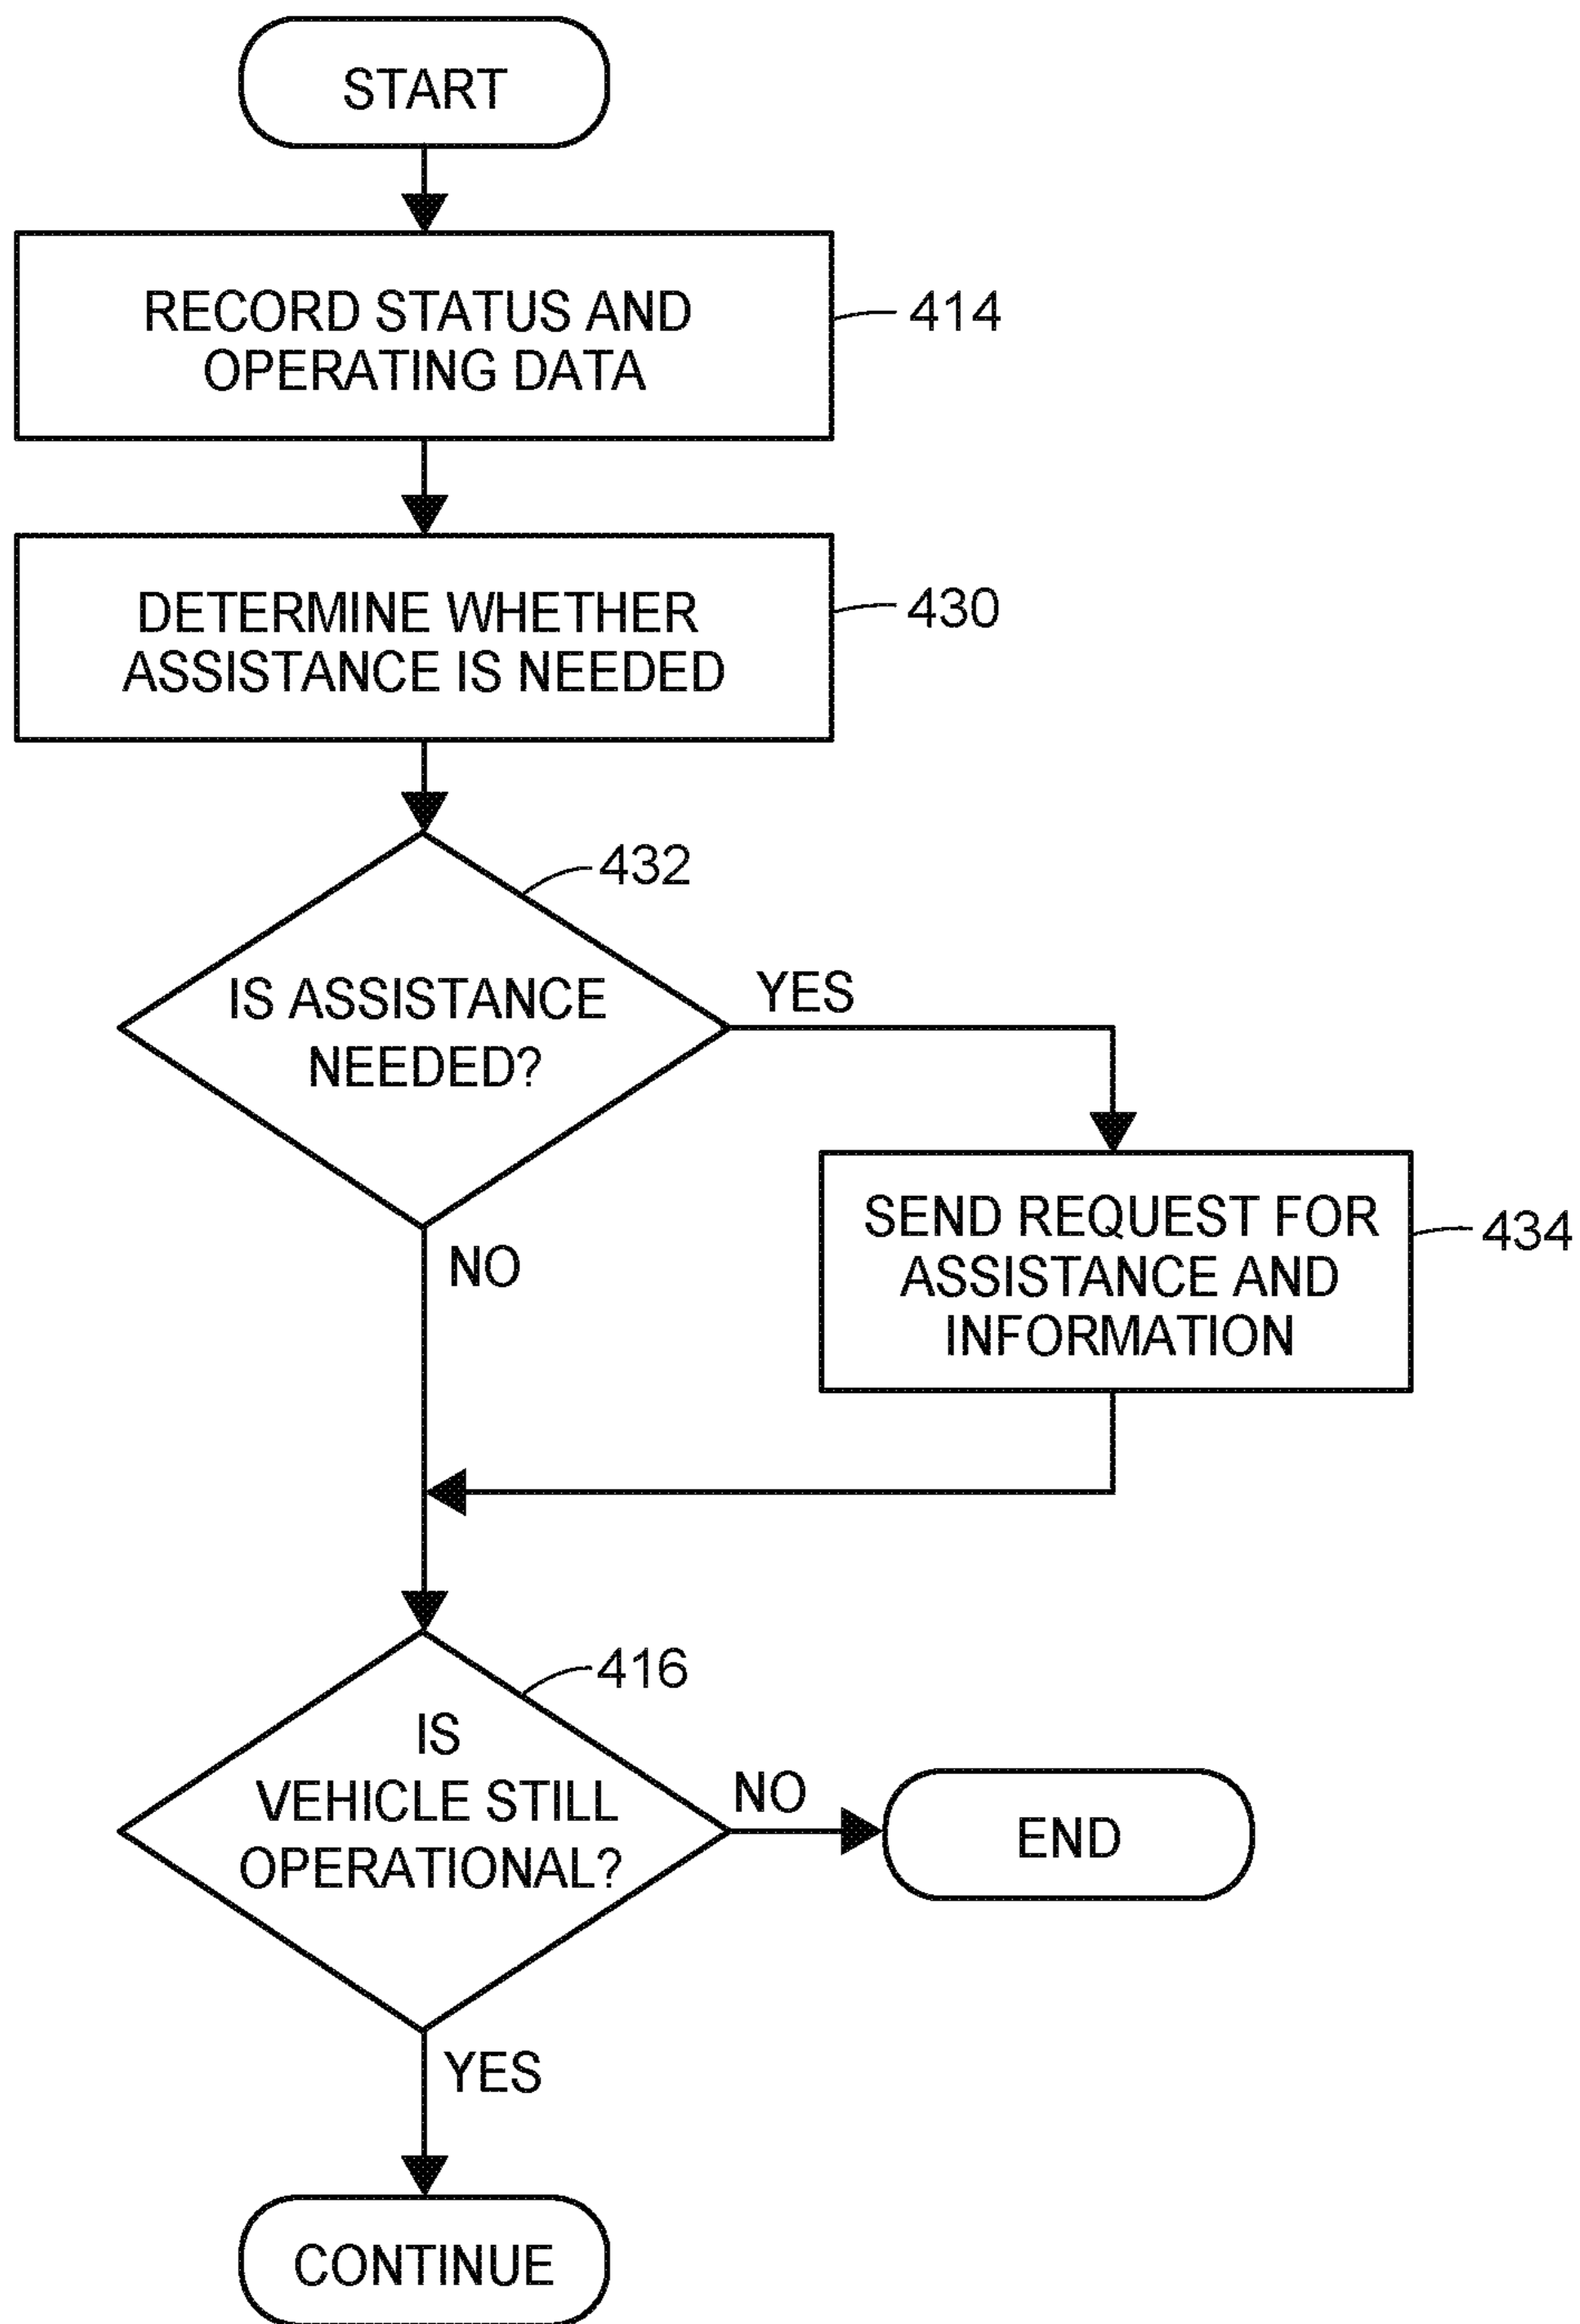 START
RECORD STATUS AND
OPERATING DATA
414
DETERMINE WHETHER
ASSISTANCE IS NEEDED
430
432
IS ASSISTANCE
NEEDED?
YES
NO
SEND REQUEST FOR
ASSISTANCE AND
INFORMATION
434
416
IS
VEHICLE STILL
OPERATIONAL?
NO
END
YES
CONTINUE